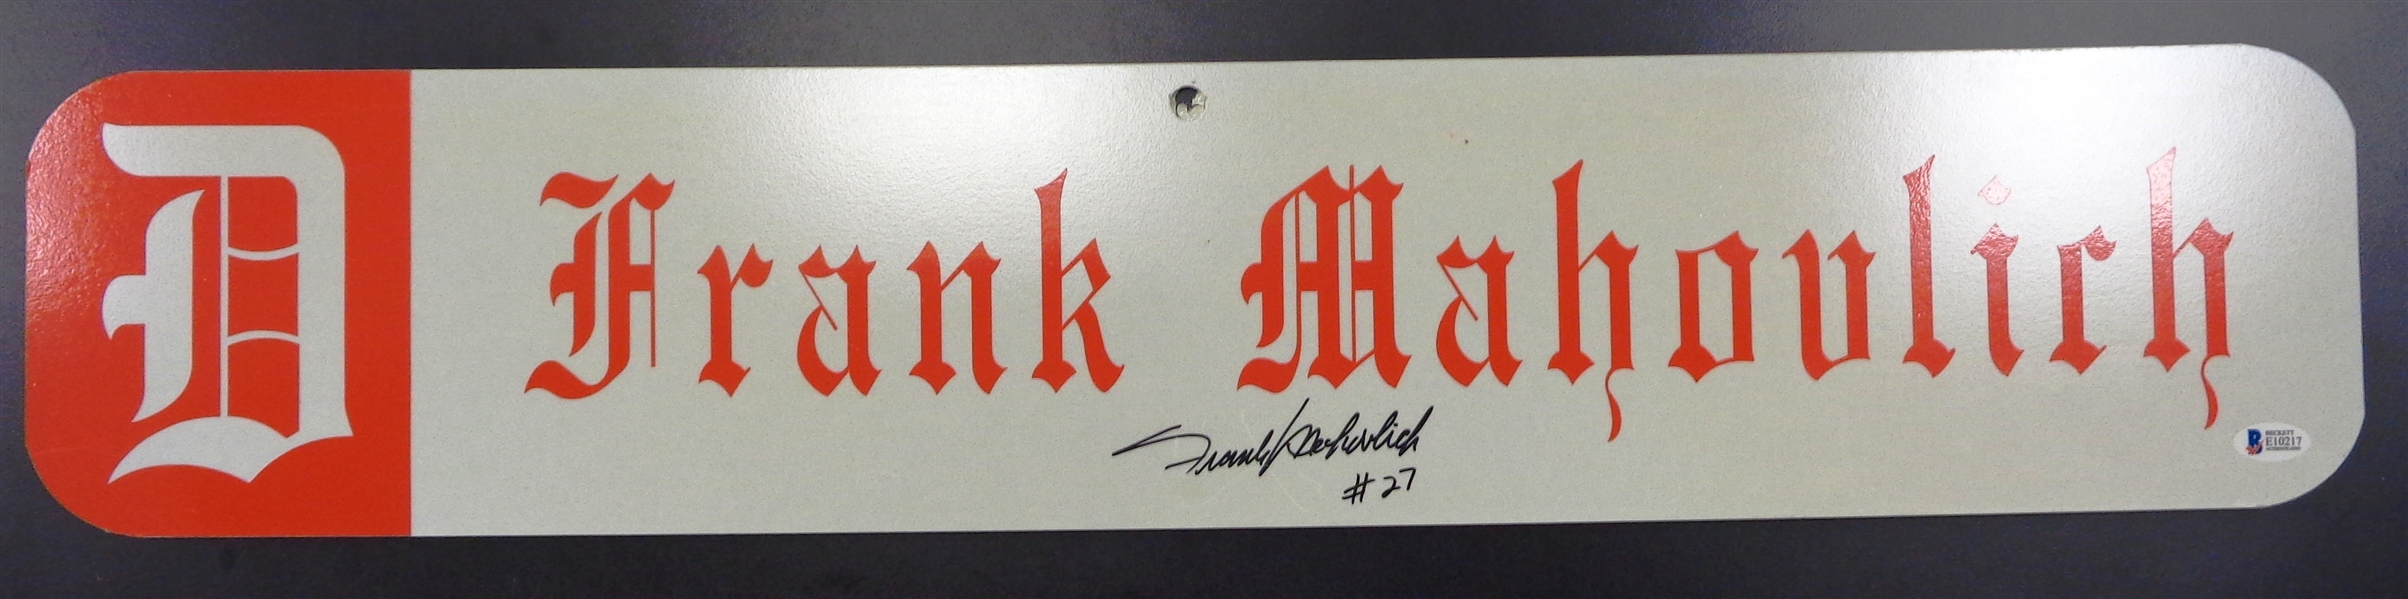 D Frank Mahovlich
Frank Mahovlich
#27
BECKETT
E10217